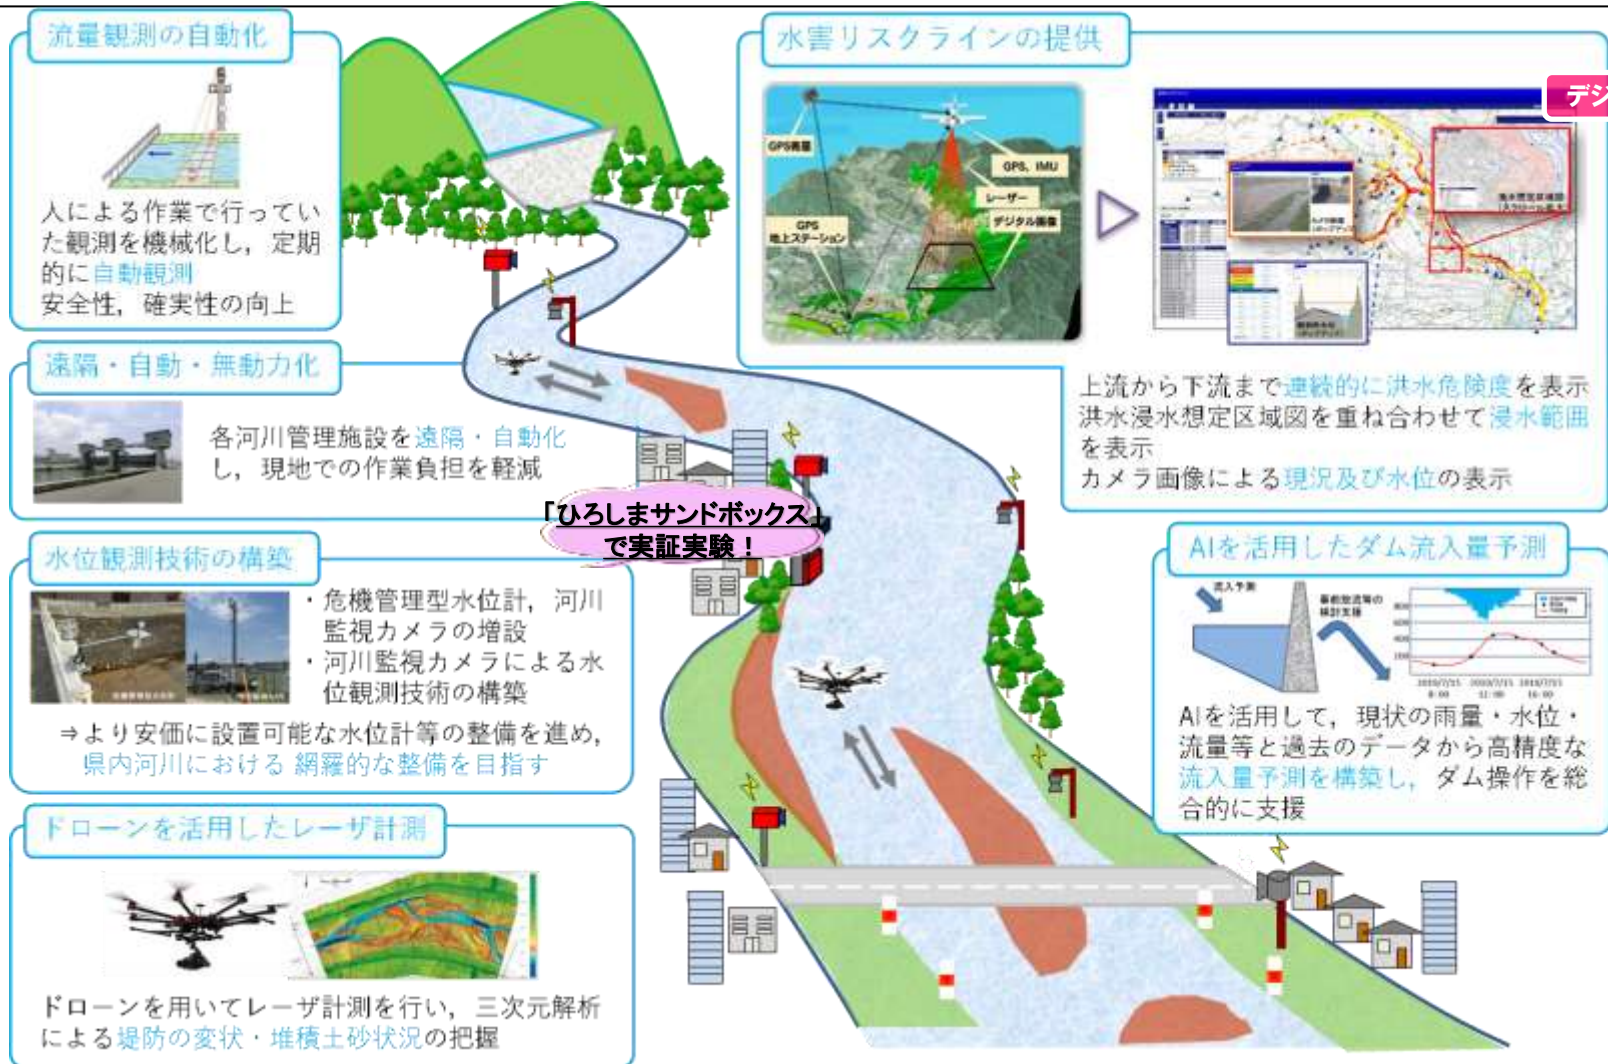 流量観測の自動化
人による作業で行ってい
た観測を機械化し，定期
的に自動観測
安全性，確実性の向上
遠隔・自動・無動力化
各河川管理施設を遠隔・自動化
し，現地での作業負担を軽減
水位観測技術の構築
・危機管理型水位計，河川
監視カメラの増設
・河川監視カメラによる水
位観測技術の構築
⇒より安価に設置可能な水位計等の整備を進め，
県内河川における 網羅的な整備を目指す
ドローンを活用したレーザ計測
ドローンを用いてレーザ計測を行い，三次元解析
による堤防の変状・堆積土砂状況の把握
「ひろしまサンドボックス」
で実証実験！
水害リスクラインの提供
デジ
GPS衛星
GPS、IMU
レーザー
デジタル画像
GPS
地上ステーション
上流から下流まで連続的に洪水危険度を表示
洪水浸水想定区域図を重ね合わせて浸水範囲
を表示
カメラ画像による現況及び水位の表示
AIを活用したダム流入量予測
流入予測
事前放流等の
検討支援
AIを活用して，現状の雨量・水位・
流量等と過去のデータから高精度な
流入量予測を構築し，ダム操作を総
合的に支援